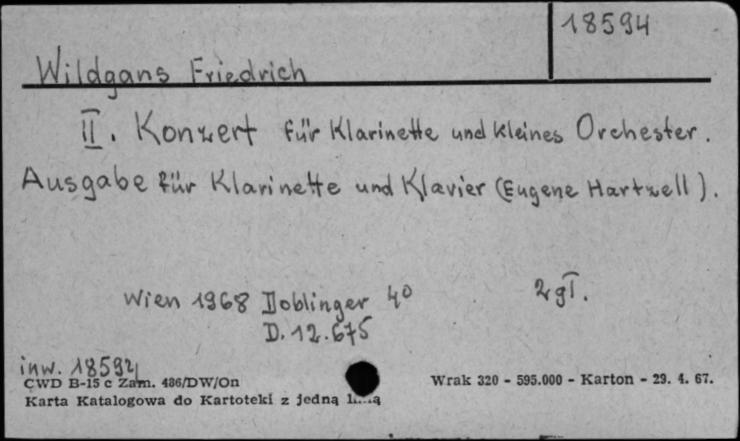 18594
Wildgans Friedrich
II. Konzert für Klarinette und kleines Orchester.
Ausgabe für Klarinette und Klavier (Eugene Hartzell).
Wien 1968 Doblinger 4° 2 gł.
D. 12.675
inw. 18594
CWD B-15 c Zam. 486/DW/On Wrak 320 - 595.000 - Karton - 29. 4. 67.
Karta Katalogowa do Kartoteki z jedną